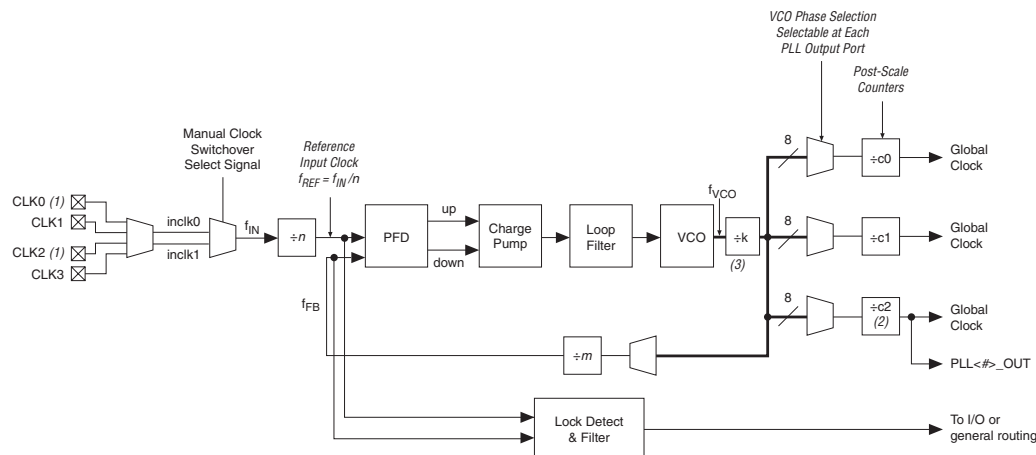 VCO Phase Selection
Selectable at Each
PLL Output Port
Post-Scale
Counters
Manual Clock
Switchover
Select Signal
Reference
Input Clock
fREF = fIN/n
8
÷c0
Global
Clock
CLK0 (1)
CLK1
CLK2 (1)
CLK3
inclk0
inclk1
fIN
÷n
PFD
up
down
Charge
Pump
Loop
Filter
VCO
fVCO
÷k
(3)
8
÷c1
Global
Clock
fFB
8
÷c2
(2)
Global
Clock
÷m
PLL<#>_OUT
Lock Detect
& Filter
To I/O or
general routing